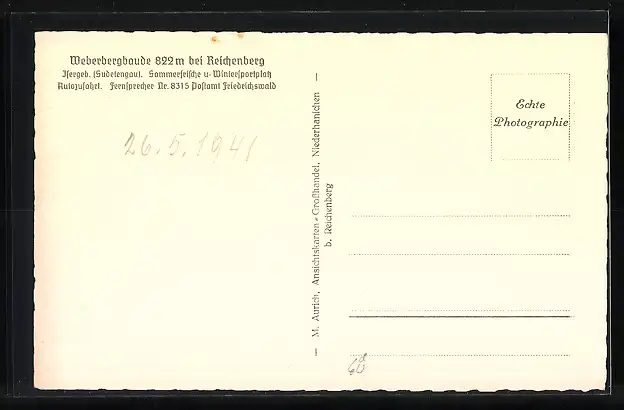 Weberbergbaude 822 m bei Reichenberg
Isergeb. (Sudetengau). Sommerfrische u. Wintersportplatz
Autozufahrt. Fernsprecher Nr. 8315 Postamt Friedrichswald
26.5.1941
— M. Aurich, Ansichtskarten-Großhandel, Niederhanichen —
b. Reichenberg
Echte
Photographie